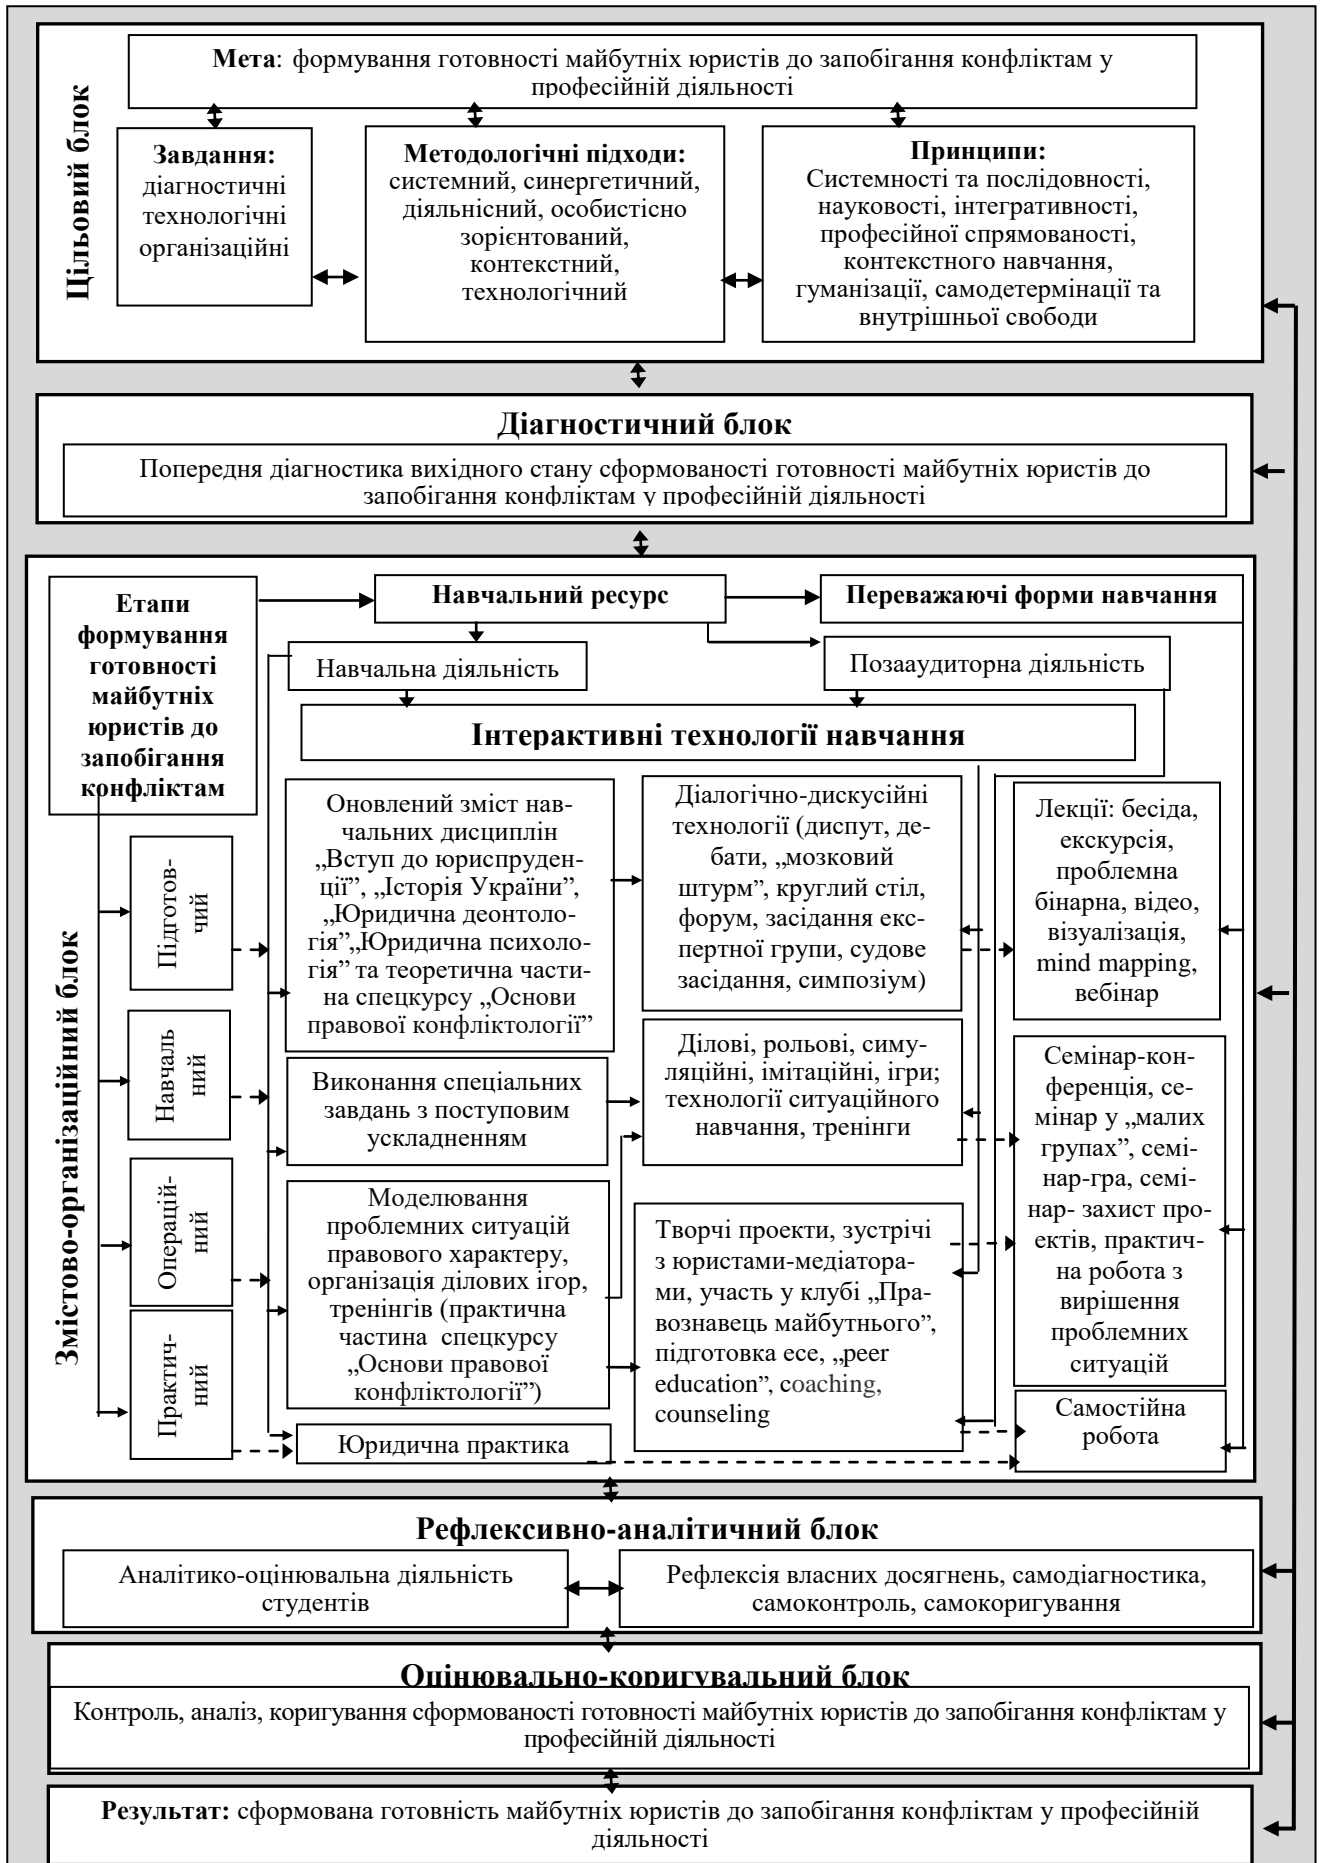 Цільовий блок
Мета: формування готовності майбутніх юристів до запобігання конфліктам у
професійній діяльності
Завдання:
діагностичні
технологічні
організаційні
Методологічні підходи:
системний, синергетичний,
діяльнісний, особистісно
зорієнтований,
контекстний,
технологічний
Принципи:
Системності та послідовності,
науковості, інтегративності,
професійної спрямованості,
контекстного навчання,
гуманізації, самодетермінації та
внутрішньої свободи
Діагностичний блок
Попередня діагностика вихідного стану сформованості готовності майбутніх юристів до
запобігання конфліктам у професійній діяльності
Змістово-організаційний блок
Етапи
формування
готовності
майбутніх
юристів до
запобігання
конфліктам
Навчальний ресурс
Переважаючі форми навчання
Навчальна діяльність
Позааудиторна діяльність
Інтерактивні технології навчання
Підготов-
чий
Навчаль
ний
Операцій-
ний
Практич-
ний
Оновлений зміст нав-
чальних дисциплін
„Вступ до юриспруден-
ції”, „Історія України”,
„Юридична деонтоло-
гія”„Юридична психоло-
гія” та теоретична части-
на спецкурсу „Основи
правової конфліктології”
Виконання спеціальних
завдань з поступовим
ускладненням
Моделювання
проблемних ситуацій
правового характеру,
організація ділових ігор,
тренінгів (практична
частина спецкурсу
„Основи правової
конфліктології”)
Юридична практика
Діалогічно-дискусійні
технології (диспут, де-
бати, „мозковий
штурм”, круглий стіл,
форум, засідання екс-
пертної групи, судове
засідання, симпозіум)
Ділові, рольові, симу-
ляційні, імітаційні, ігри;
технології ситуаційного
навчання, тренінги
Творчі проекти, зустрічі
з юристами-медіатора-
ми, участь у клубі „Пра-
вознавець майбутнього”,
підготовка есе, „peer
education”, coaching,
counseling
Лекції: бесіда,
екскурсія,
проблемна
бінарна, відео,
візуалізація,
mind mapping,
вебінар
Семінар-кон-
ференція, се-
мінар у „малих
групах”, семі-
нар-гра, семі-
нар- захист про-
ектів, практич-
на робота з
вирішення
проблемних
ситуацій
Самостійна
робота
Рефлексивно-аналітичний блок
Аналітико-оцінювальна діяльність
студентів
Рефлексія власних досягнень, самодіагностика,
самоконтроль, самокоригування
Оцінювально-коригувальний блок
Контроль, аналіз, коригування сформованості готовності майбутніх юристів до запобігання конфліктам у
професійній діяльності
Результат: сформована готовність майбутніх юристів до запобігання конфліктам у професійній
діяльності